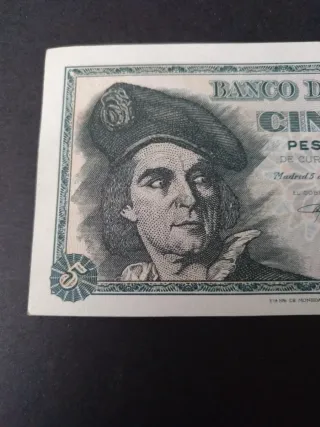 BANCO D
CIN
PES
DE CUR
Madrid 5
5